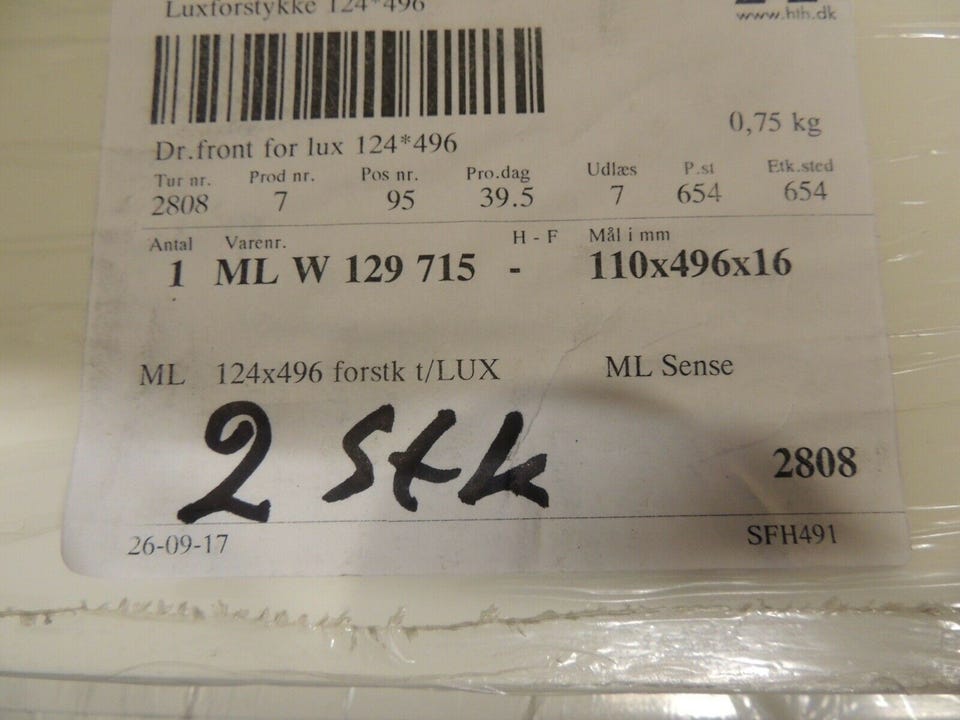 Luxforstykke 124*496
www.hth.dk
0,75 kg
Dr.front for lux 124*496
Tur nr. Prod nr. Pos nr. Pro.dag Udlæs P.st Etk.sted
2808 7 95 39.5 7 654 654
Antal Varenr. H - F Mål i mm
1 ML W 129 715 - 110x496x16
ML 124x496 forstk t/LUX ML Sense
2 Stk
2808
26-09-17 SFH491